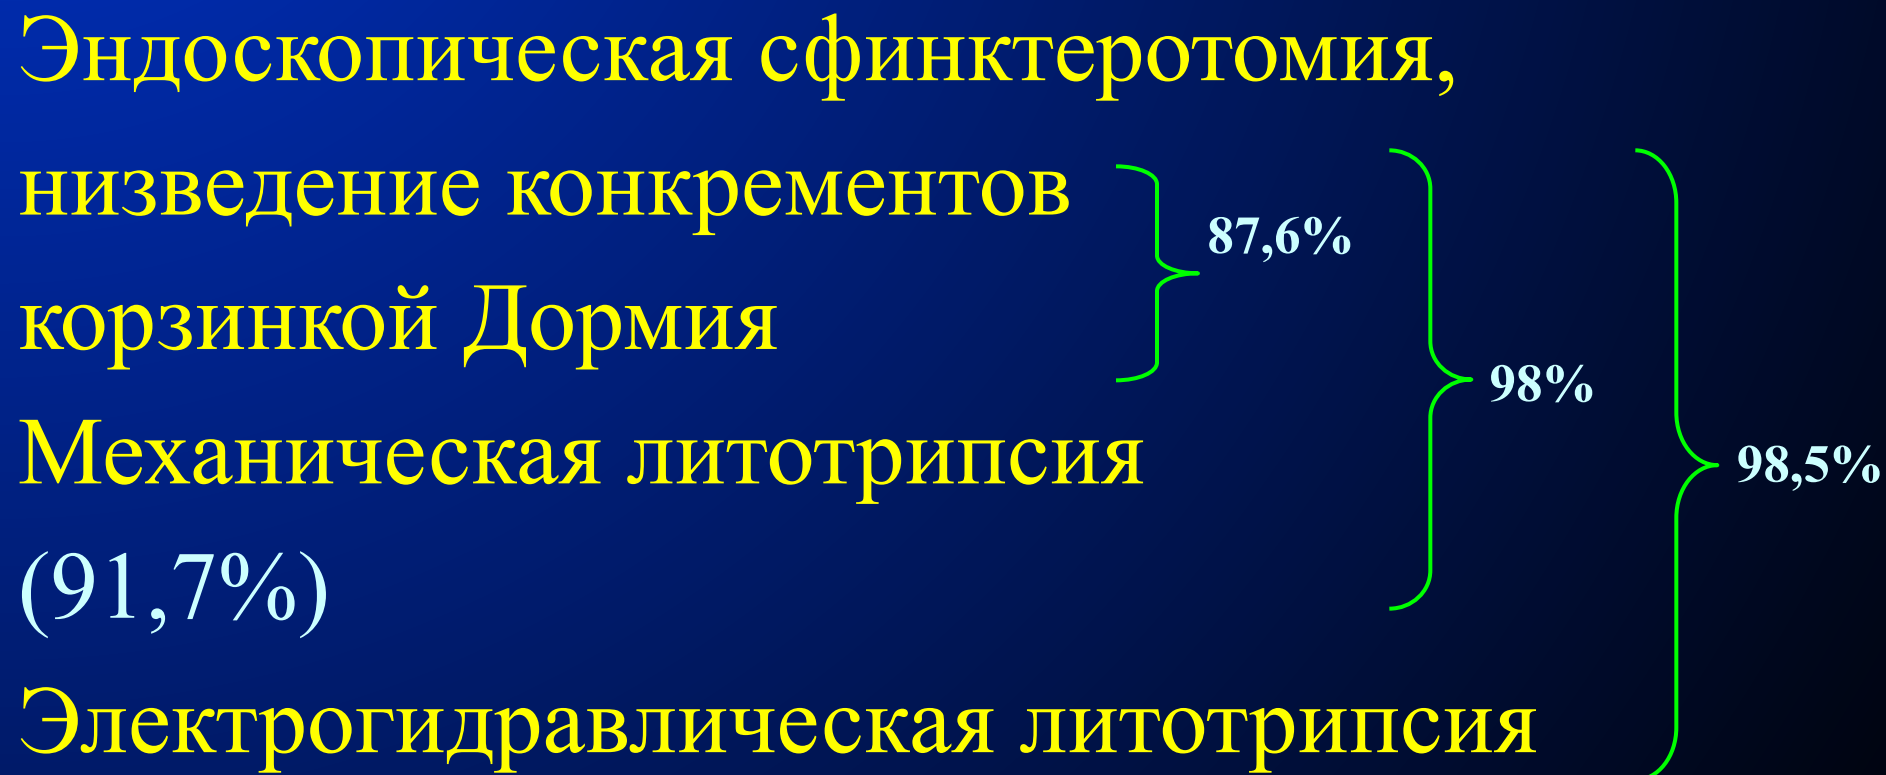 Эндоскопическая сфинктеротомия,
низведение конкрементов
87,6%
корзинкой Дормия
98%
Механическая литотрипсия
98,5%
(91,7%)
Электрогидравлическая литотрипсия